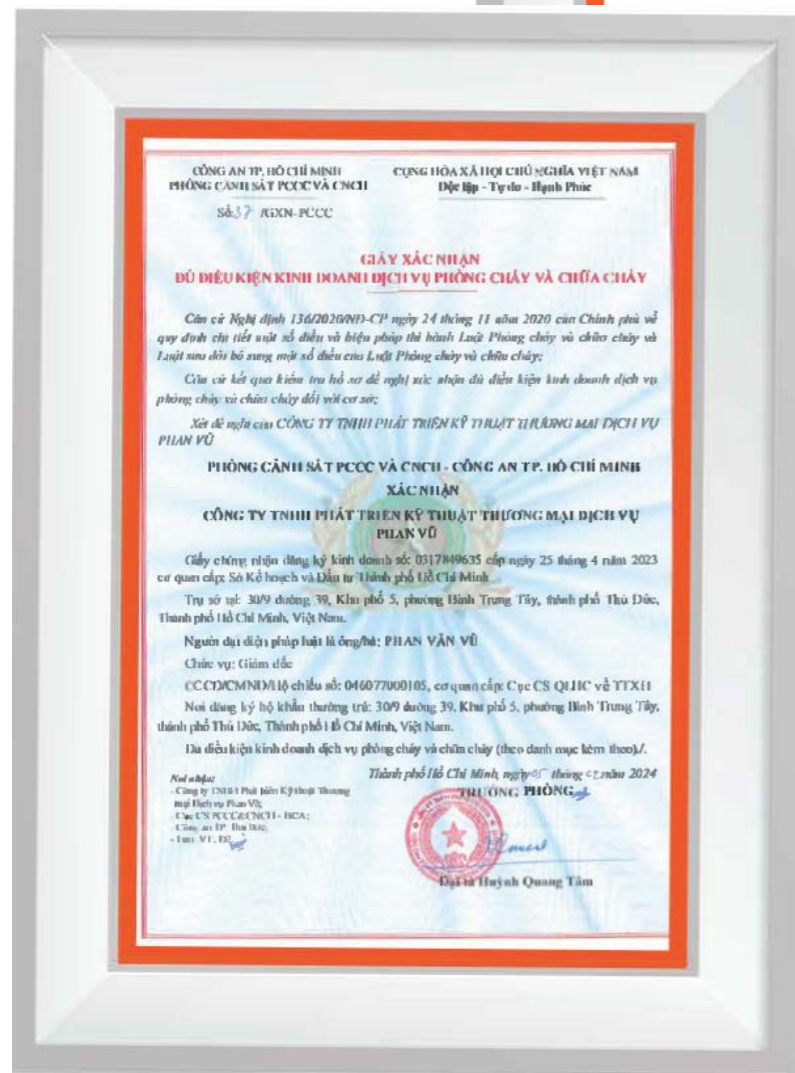 CÔNG AN TP. HỒ CHÍ MINH
PHÒNG CẢNH SÁT PCCC VÀ CNCH
CỘNG HÒA XÃ HỘI CHỦ NGHĨA VIỆT NAM
Độc lập - Tự do - Hạnh Phúc
Số:37 /GXN-PCCC
GIẤY XÁC NHẬN
ĐỦ ĐIỀU KIỆN KINH DOANH DỊCH VỤ PHÒNG CHÁY VÀ CHỮA CHÁY
Căn cứ Nghị định 136/2020/NĐ-CP ngày 24 tháng 11 năm 2020 của Chính phủ về
quy định chi tiết một số điều và biện pháp thi hành Luật Phòng cháy và chữa cháy và
Luật sửa đổi bổ sung một số điều của Luật Phòng cháy và chữa cháy;
Căn cứ kết quả kiểm tra hồ sơ đề nghị xác nhận đủ điều kiện kinh doanh dịch vụ
phòng cháy và chữa cháy đối với cơ sở;
Xét đề nghị của CÔNG TY TNHH PHÁT TRIỂN KỸ THUẬT THƯƠNG MẠI DỊCH VỤ
PHAN VŨ
PHÒNG CẢNH SÁT PCCC VÀ CNCH - CÔNG AN TP. HỒ CHÍ MINH
XÁC NHẬN
CÔNG TY TNHH PHÁT TRIỂN KỸ THUẬT THƯƠNG MẠI DỊCH VỤ
PHAN VŨ
Giấy chứng nhận đăng ký kinh doanh số: 0317849635 cấp ngày 25 tháng 4 năm 2023
cơ quan cấp: Sở Kế hoạch và Đầu tư Thành phố Hồ Chí Minh
Trụ sở tại: 30/9 đường 39, Khu phố 5, phường Bình Trưng Tây, thành phố Thủ Đức,
Thành phố Hồ Chí Minh, Việt Nam.
Người đại diện pháp luật là ông/bà: PHAN VĂN VŨ
Chức vụ: Giám đốc
CCCD/CMND/Hộ chiếu số: 046077000105, cơ quan cấp: Cục CS QLHC về TTXH
Nơi đăng ký hộ khẩu thường trú: 30/9 đường 39, Khu phố 5, phường Bình Trưng Tây,
thành phố Thủ Đức, Thành phố Hồ Chí Minh, Việt Nam.
Đủ điều kiện kinh doanh dịch vụ phòng cháy và chữa cháy (theo danh mục kèm theo)./.
Thành phố Hồ Chí Minh, ngày 05 tháng 02 năm 2024
TRƯỞNG PHÒNG
Nơi nhận:
- Công ty TNHH Phát triển Kỹ thuật Thương
mại Dịch vụ Phan Vũ;
- Cục CS PCCC&CNCH - BCA;
- Công an TP. Thủ Đức;
- Lưu: VT,
Đại tá Huỳnh Quang Tâm